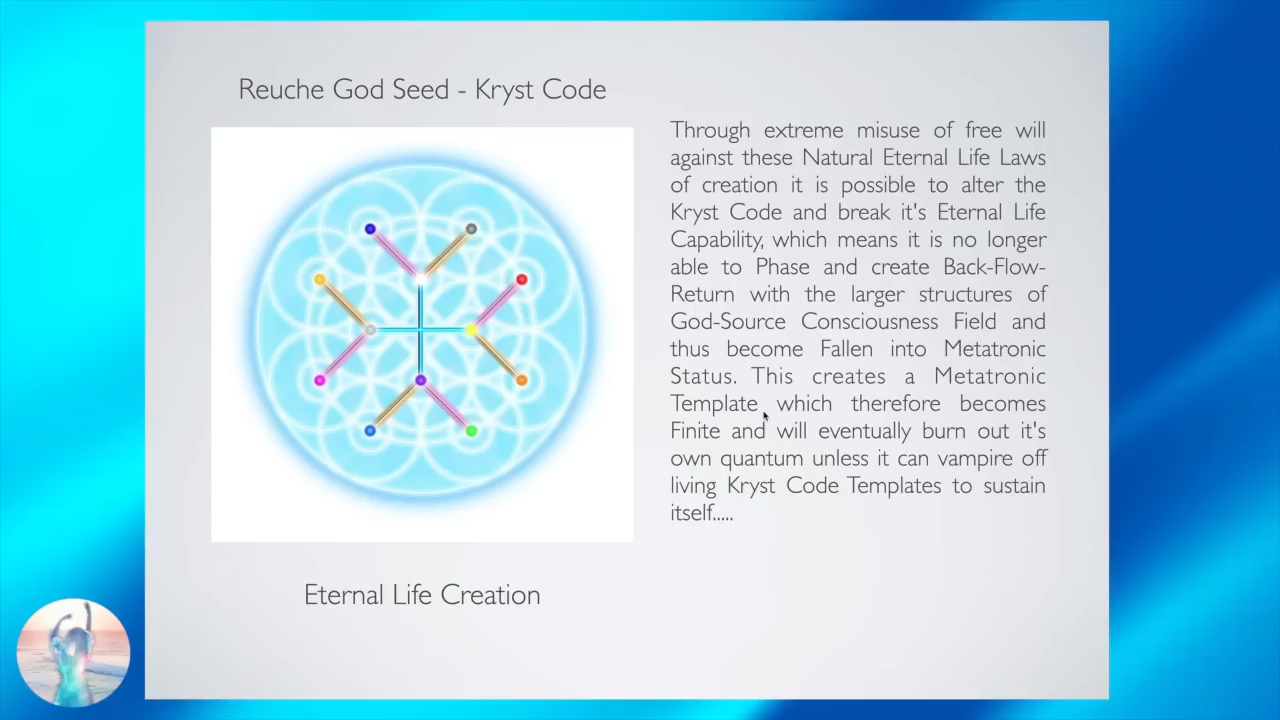 Reuche God Seed - Kryst Code
Through extreme misuse of free will
against these Natural Eternal Life Laws
of creation it is possible to alter the
Kryst Code and break it's Eternal Life
Capability, which means it is no longer
able to Phase and create Back-Flow-
Return with the larger structures of
God-Source Consciousness Field and
thus become Fallen into Metatronic
Status. This creates a Metatronic
Template which therefore becomes
Finite and will eventually burn out it's
own quantum unless it can vampire off
living Kryst Code Templates to sustain
itself.....
Eternal Life Creation